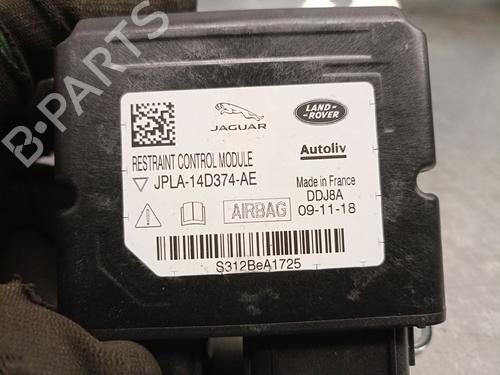 B-PARTS
JAGUAR
LAND-
ROVER
RESTRAINT CONTROL MODULE
Autoliv
JPLA-14D374-AE
Made in France
DDJ8A
AIRBAG
09-11-18
S312BeA1725